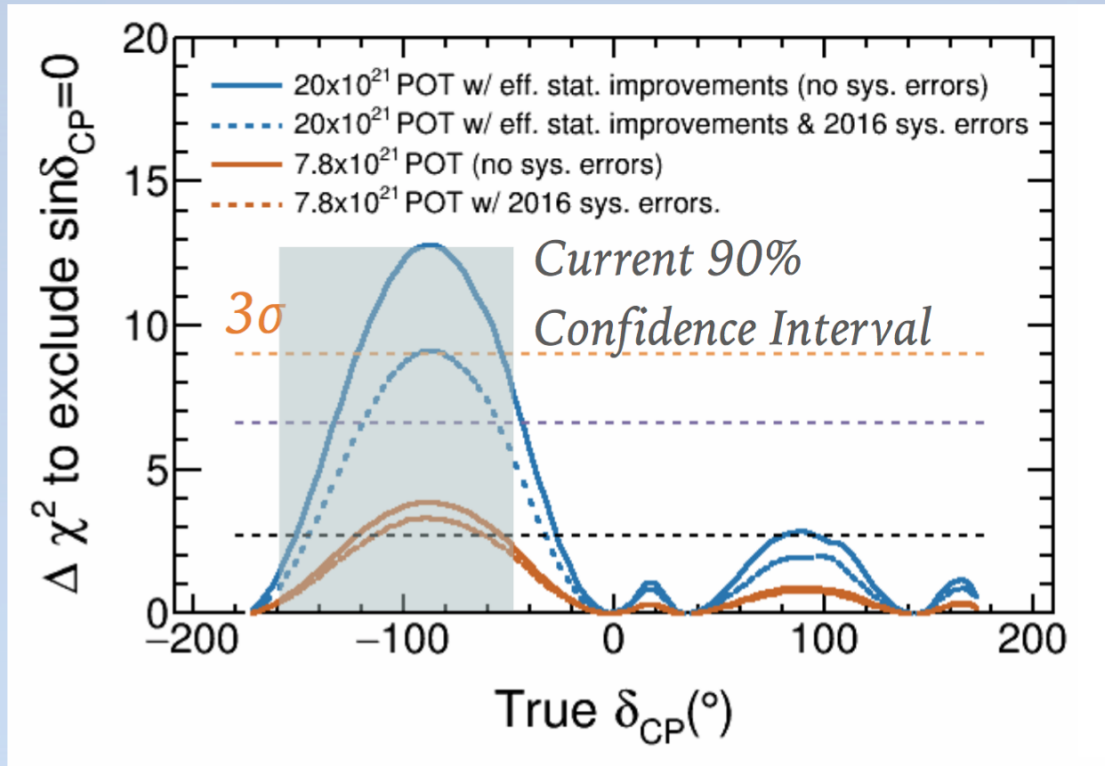 Δ χ² to exclude sinδCP=0
20
15
10
5
0
20x10²¹ POT w/ eff. stat. improvements (no sys. errors)
20x10²¹ POT w/ eff. stat. improvements & 2016 sys. errors
7.8x10²¹ POT (no sys. errors)
7.8x10²¹ POT w/ 2016 sys. errors.
Current 90%
Confidence Interval
3σ
−200 −100 0 100 200
True δCP(°)